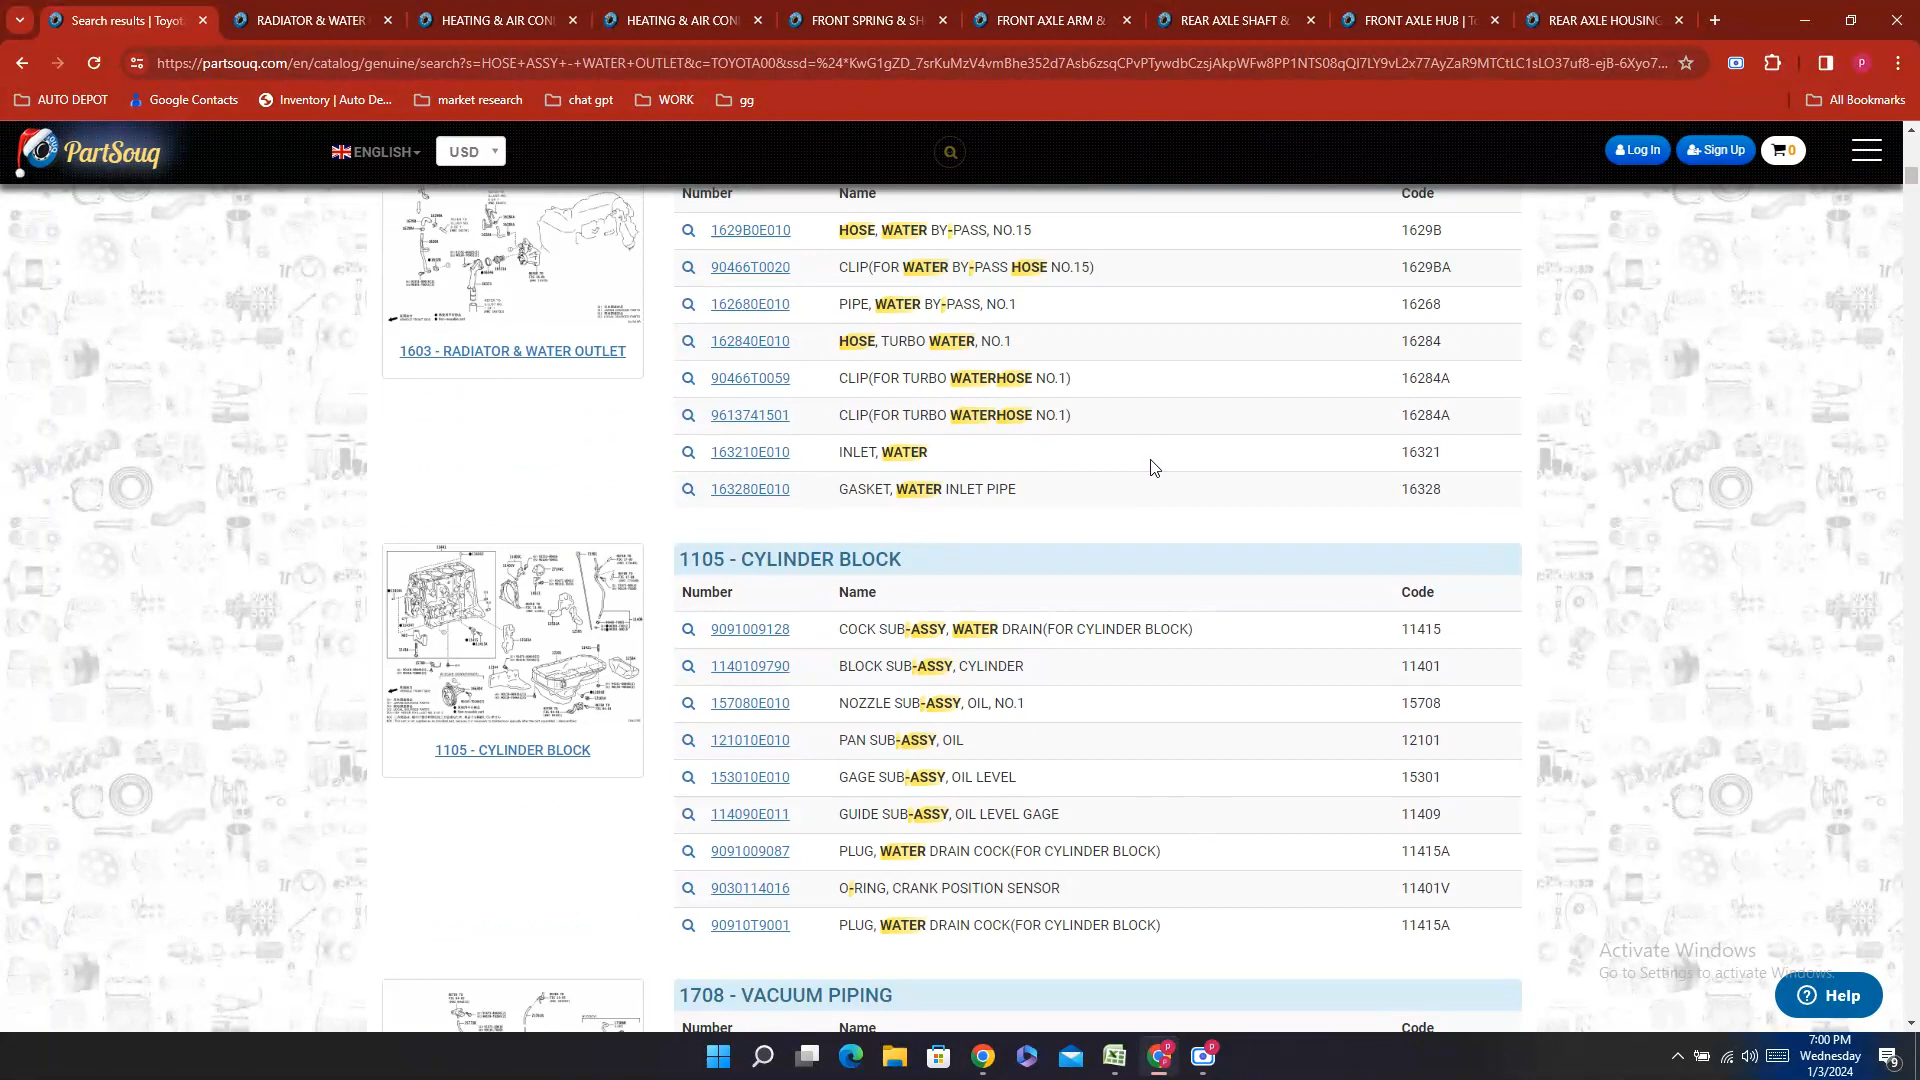 Search results | Toyot
RADIATOR & WATER
HEATING & AIR CON
HEATING & AIR CON
FRONT SPRING & SH
FRONT AXLE ARM &
REAR AXLE SHAFT &
FRONT AXLE HUB | To
REAR AXLE HOUSING
https://partsouq.com/en/catalog/genuine/search?s=HOSE+ASSY+-+WATER+OUTLET&c=TOYOTA00&ssd=%24*KwG1gZD_7srKuMzV4vmBhe352d7Asb6zsqCPvPTywdbCzsjAkpWFw8PP1NTS08qQI7LY9vL2x77AyZaR9MTCtLC1sLO37uf8-ejB-6Xyo7...
AUTO DEPOT
Google Contacts
Inventory | Auto De...
market research
chat gpt
WORK
gg
All Bookmarks
PartSouq
ENGLISH
USD
Log In
Sign Up
0
Number Name Code
1629B0E010 HOSE, WATER BY-PASS, NO.15 1629B
90466T0020 CLIP(FOR WATER BY-PASS HOSE NO.15) 1629BA
162680E010 PIPE, WATER BY-PASS, NO.1 16268
162840E010 HOSE, TURBO WATER, NO.1 16284
90466T0059 CLIP(FOR TURBO WATERHOSE NO.1) 16284A
9613741501 CLIP(FOR TURBO WATERHOSE NO.1) 16284A
163210E010 INLET, WATER 16321
163280E010 GASKET, WATER INLET PIPE 16328
1603 - RADIATOR & WATER OUTLET
1105 - CYLINDER BLOCK
Number Name Code
9091009128 COCK SUB-ASSY, WATER DRAIN(FOR CYLINDER BLOCK) 11415
1140109790 BLOCK SUB-ASSY, CYLINDER 11401
157080E010 NOZZLE SUB-ASSY, OIL, NO.1 15708
121010E010 PAN SUB-ASSY, OIL 12101
153010E010 GAGE SUB-ASSY, OIL LEVEL 15301
114090E011 GUIDE SUB-ASSY, OIL LEVEL GAGE 11409
9091009087 PLUG, WATER DRAIN COCK(FOR CYLINDER BLOCK) 11415A
9030114016 O-RING, CRANK POSITION SENSOR 11401V
90910T9001 PLUG, WATER DRAIN COCK(FOR CYLINDER BLOCK) 11415A
1105 - CYLINDER BLOCK
1708 - VACUUM PIPING
Number Name Code
Activate Windows
Go to Settings to activate Windows.
Help
7:00 PM
Wednesday
1/3/2024
9